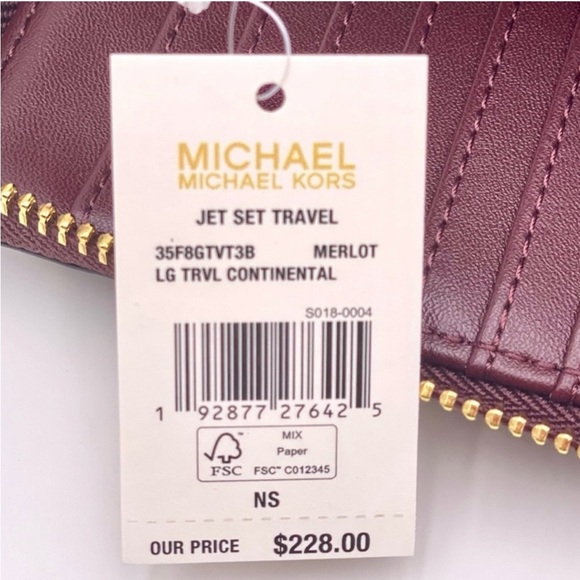 MICHAEL
MICHAEL KORS
JET SET TRAVEL
35F8GTVT3B MERLOT
LG TRVL CONTINENTAL
S018-0004
1 92877 27642 5
FSC
MIX
Paper
FSC™ C012345
NS
OUR PRICE $228.00